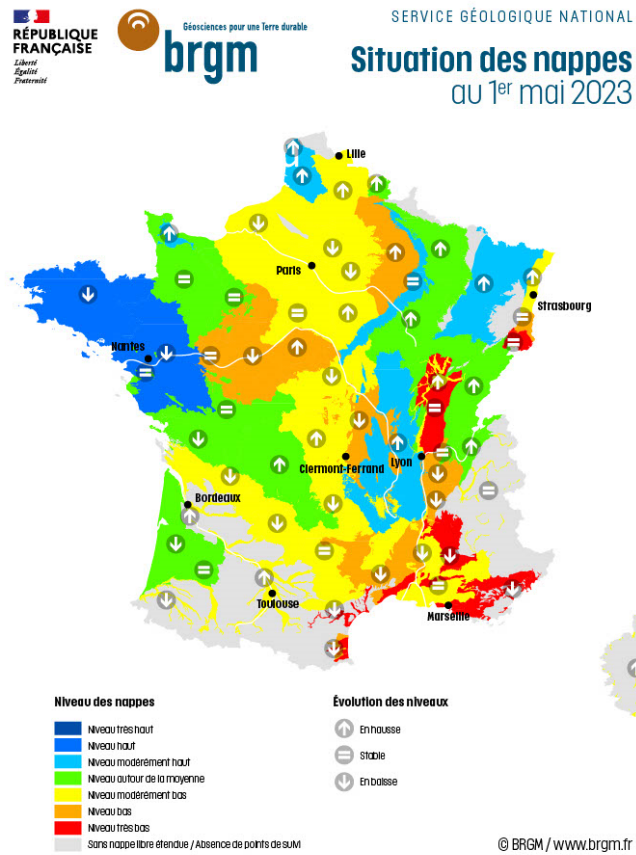 RÉPUBLIQUE
FRANÇAISE
Liberté
Égalité
Fraternité
Géosciences pour une Terre durable
brgm
SERVICE GÉOLOGIQUE NATIONAL
Situation des nappes
au 1er mai 2023
Lille
Paris
Strasbourg
Nantes
Clermont-Ferrand
Lyon
Bordeaux
Toulouse
Marseille
Niveau des nappes
Niveau très haut
Niveau haut
Niveau modérément haut
Niveau autour de la moyenne
Niveau modérément bas
Niveau bas
Niveau très bas
Sans nappe libre étendue / Absence de points de suivi
Évolution des niveaux
En hausse
Stable
En baisse
© BRGM / www.brgm.fr